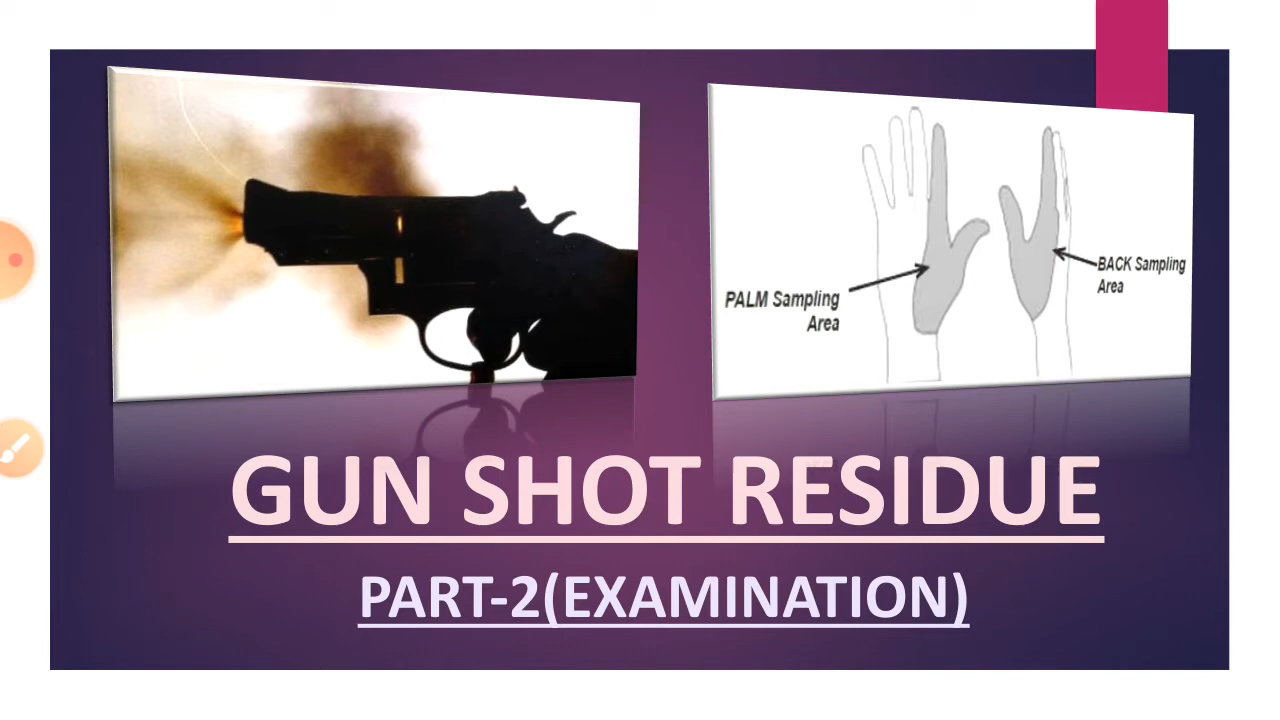 PALM Sampling
Area
BACK Sampling
Area
GUN SHOT RESIDUE
PART-2(EXAMINATION)